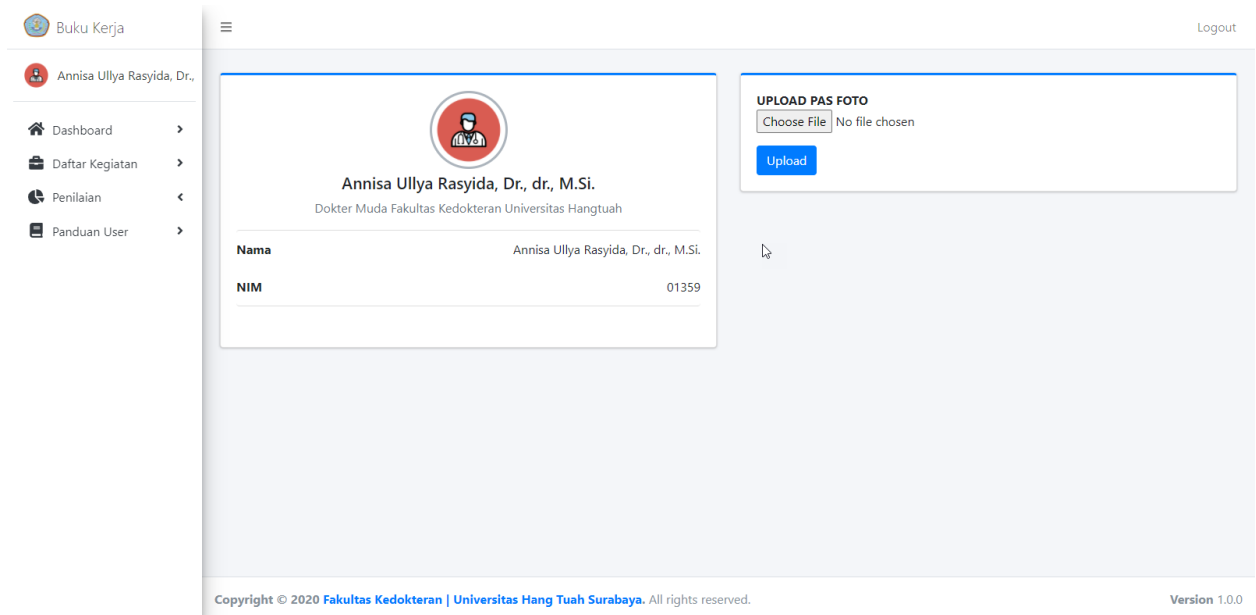 Buku Kerja
Logout
Annisa Ullya Rasyida, Dr.,
Dashboard
Daftar Kegiatan
Penilaian
Panduan User
Annisa Ullya Rasyida, Dr., dr., M.Si.
Dokter Muda Fakultas Kedokteran Universitas Hangtuah
Nama Annisa Ullya Rasyida, Dr., dr., M.Si.
NIM 01359
UPLOAD PAS FOTO
Choose File No file chosen
Upload
Copyright © 2020 Fakultas Kedokteran | Universitas Hang Tuah Surabaya. All rights reserved. Version 1.0.0